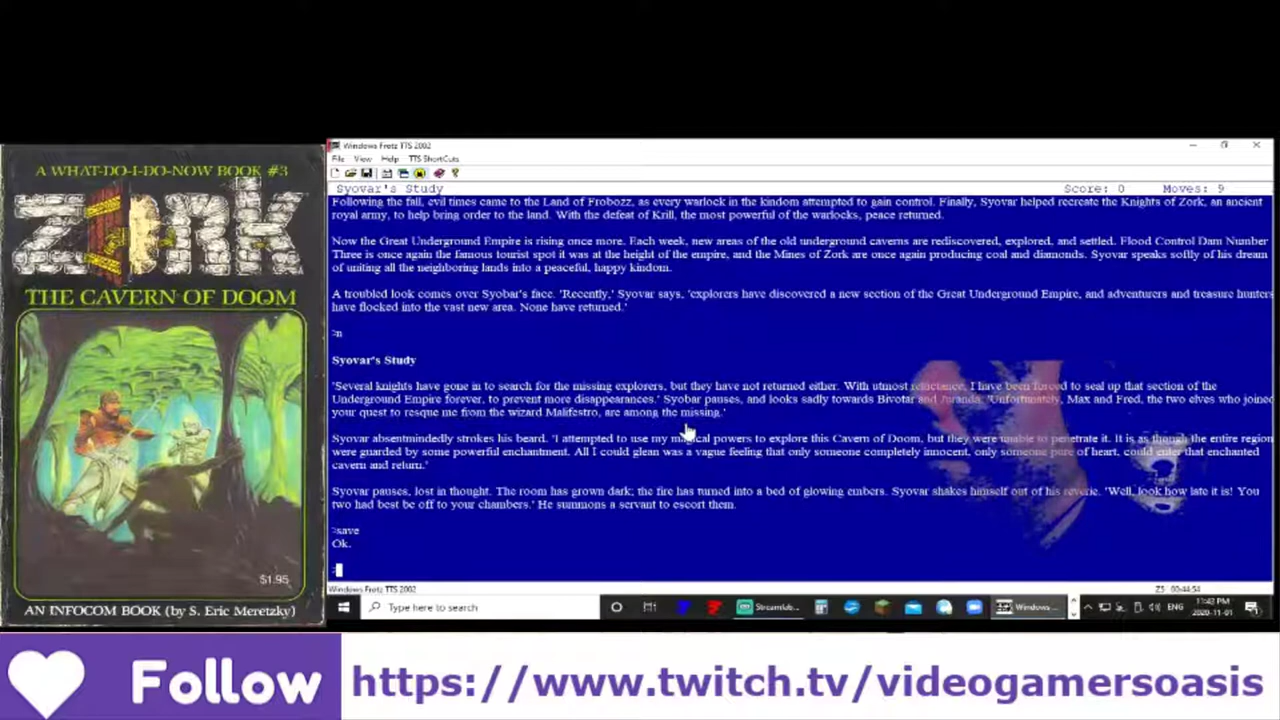 A WHAT-DO-I-DO-NOW BOOK #3
ZORK
THE CAVERN OF DOOM
$1.95
AN INFOCOM BOOK (by S. Eric Meretzky)
Windows Frotz TTS 2002
File View Help TTS ShortCuts
Syovar's Study Score: 0 Moves: 9
Following the fall, evil times came to the Land of Frobozz, as every warlock in the kindom attempted to gain control. Finally, Syovar helped recreate the Knights of Zork, an ancient
royal army, to help bring order to the land. With the defeat of Krill, the most powerful of the warlocks, peace returned.
Now the Great Underground Empire is rising once more. Each week, new areas of the old underground caverns are rediscovered, explored, and settled. Flood Control Dam Number
Three is once again the famous tourist spot it was at the height of the empire, and the Mines of Zork are once again producing coal and diamonds. Syovar speaks softly of his dream
of uniting all the neighboring lands into a peaceful, happy kindom.
A troubled look comes over Syobar's face. 'Recently,' Syovar says, 'explorers have discovered a new section of the Great Underground Empire, and adventurers and treasure hunters
have flocked into the vast new area. None have returned.'
>n
Syovar's Study
'Several knights have gone in to search for the missing explorers, but they have not returned either. With utmost reluctance, I have been forced to seal up that section of the
Underground Empire forever, to prevent more disappearances.' Syobar pauses, and looks sadly towards Bivotar and Juranda; 'Unfortunately, Max and Fred, the two elves who joined
your quest to resque me from the wizard Malifestro, are among the missing.'
Syovar absentmindedly strokes his beard. 'I attempted to use my magical powers to explore this Cavern of Doom, but they were unable to penetrate it. It is as though the entire region
were guarded by some powerful enchantment. All I could glean was a vague feeling that only someone completely innocent, only someone pure of heart, could enter that enchanted
cavern and return.'
Syovar pauses, lost in thought. The room has grown dark; the fire has turned into a bed of glowing embers. Syovar shakes himself out of his reverie. 'Well, look how late it is! You
two had best be off to your chambers.' He summons a servant to escort them.
>save
Ok.
>
Windows Frotz TTS 2002 Z5 00:44:54
Type here to search Streamlab... Windows ... ENG 11:42 PM
2020-11-01
Follow https://www.twitch.tv/videogamersoasis